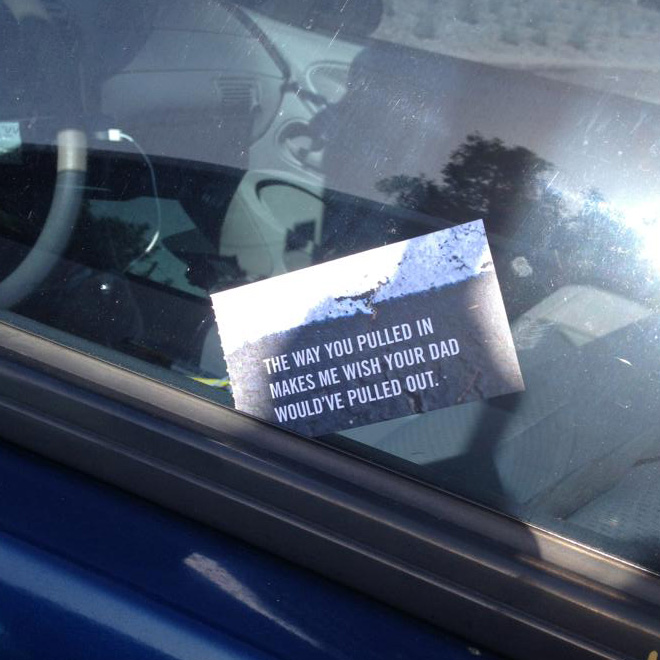 THE WAY YOU PULLED IN
MAKES ME WISH YOUR DAD
WOULD'VE PULLED OUT.